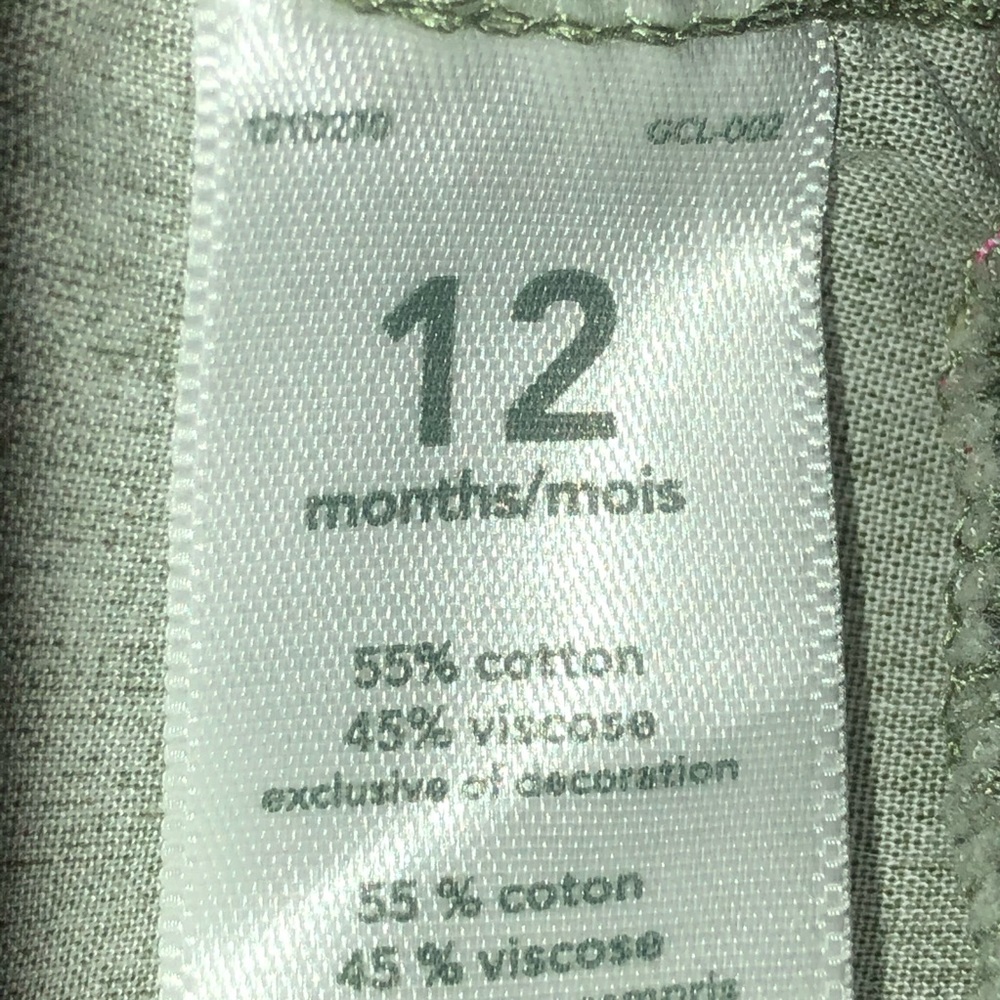 GCL-002
12
months/mois
55% cotton
45% viscose
exclusive of decoration
55 % coton
45 % viscose